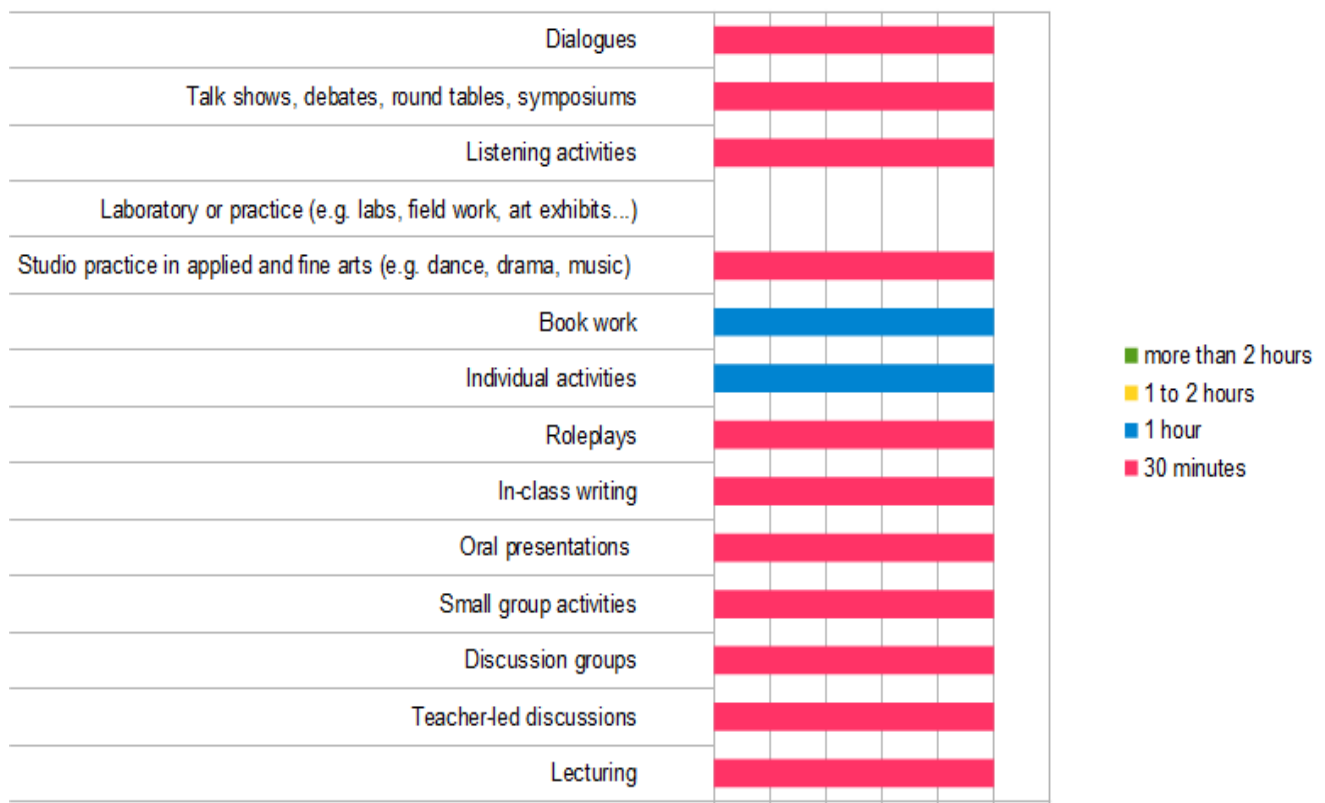 Dialogues
Talk shows, debates, round tables, symposiums
Listening activities
Laboratory or practice (e.g. labs, field work, art exhibits...)
Studio practice in applied and fine arts (e.g. dance, drama, music)
Book work
Individual activities
Roleplays
In-class writing
Oral presentations
Small group activities
Discussion groups
Teacher-led discussions
Lecturing
more than 2 hours
1 to 2 hours
1 hour
30 minutes